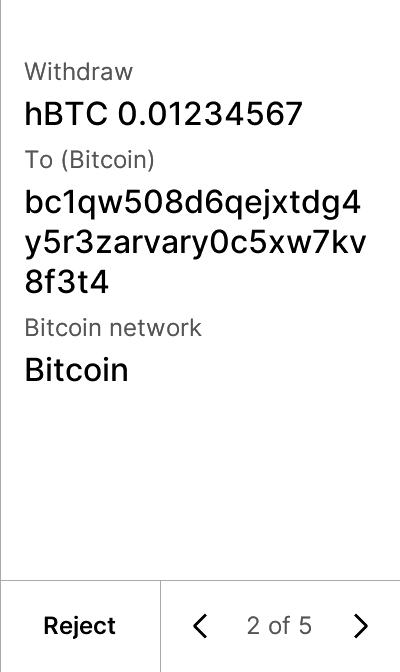 Withdraw
hBTC 0.01234567
To (Bitcoin)
bc1qw508d6qejxtdg4
y5r3zarvary0c5xw7kv
8f3t4
Bitcoin network
Bitcoin
Reject
2 of 5